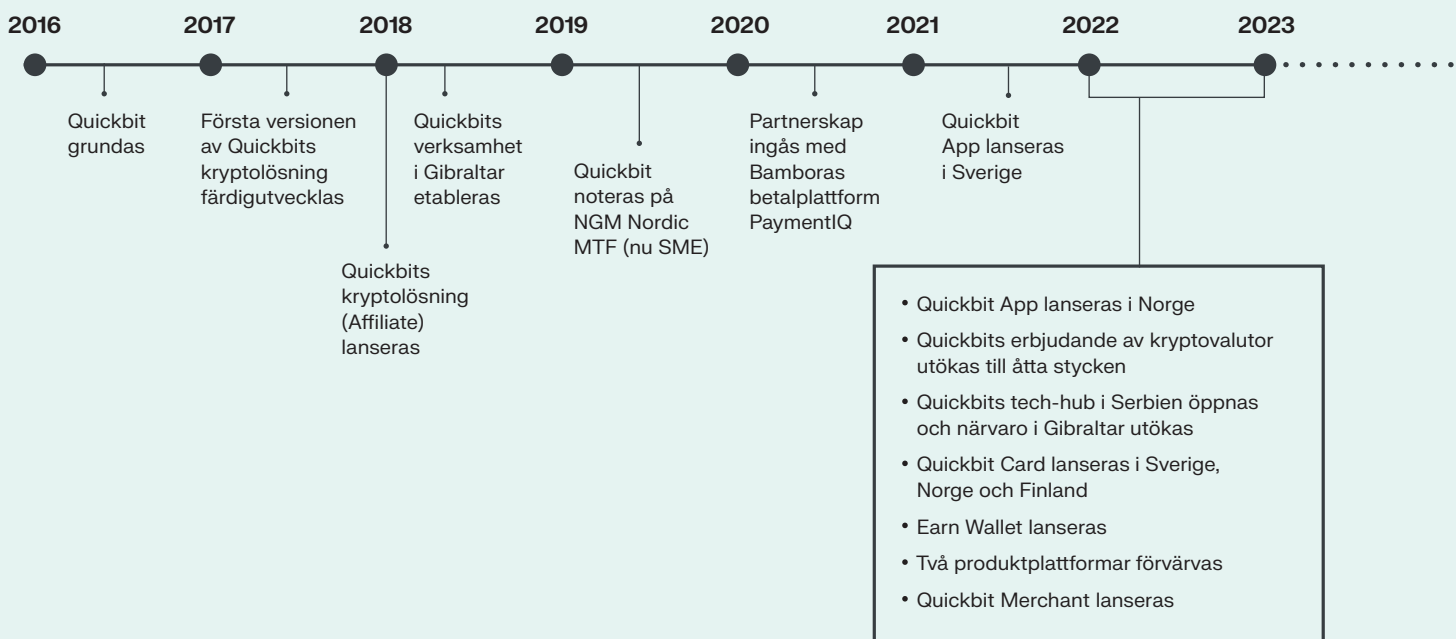 2016
2017
2018
2019
2020
2021
2022
2023
Quickbit
grundas
Första versionen
av Quickbits
kryptolösning
färdigutvecklas
Quickbits
kryptolösning
(Affiliate)
lanseras
Quickbits
verksamhet
i Gibraltar
etableras
Quickbit
noteras på
NGM Nordic
MTF (nu SME)
Partnerskap
ingås med
Bamboras
betalplattform
PaymentIQ
Quickbit
App lanseras
i Sverige
• Quickbit App lanseras i Norge
• Quickbits erbjudande av kryptovalutor
utökas till åtta stycken
• Quickbits tech-hub i Serbien öppnas
och närvaro i Gibraltar utökas
• Quickbit Card lanseras i Sverige,
Norge och Finland
• Earn Wallet lanseras
• Två produktplattformar förvärvas
• Quickbit Merchant lanseras